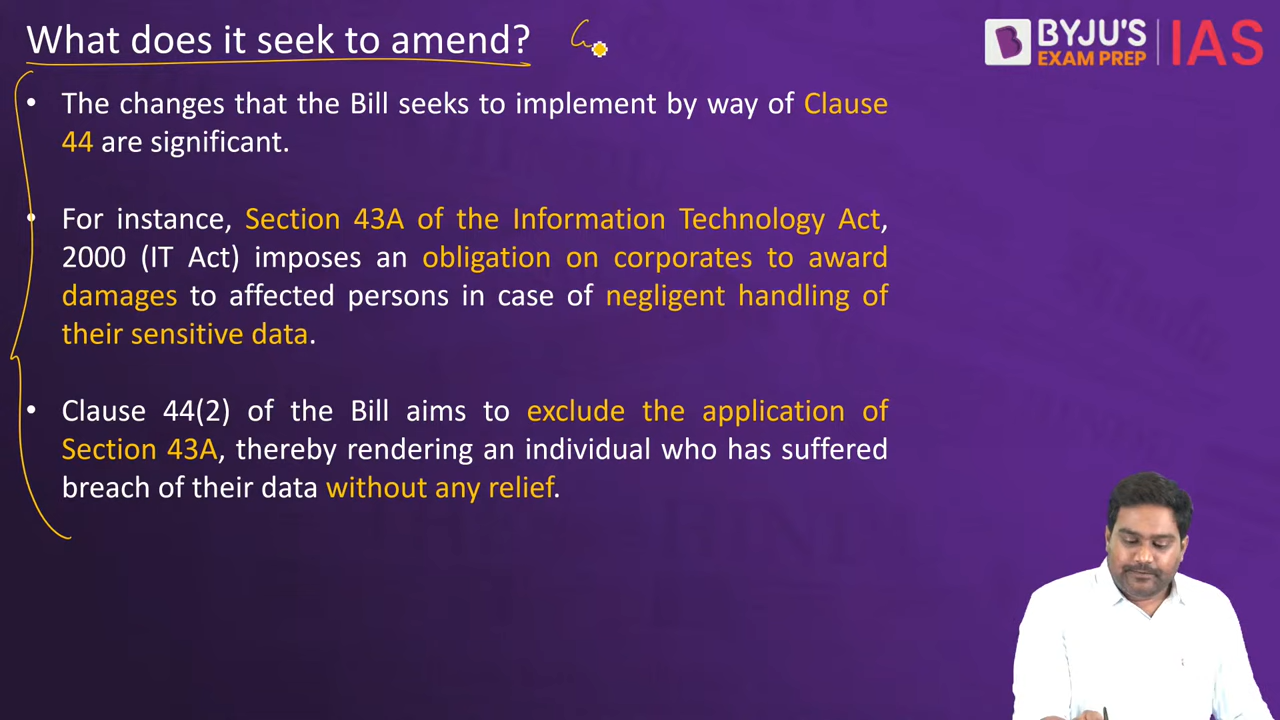 What does it seek to amend?
BYJU'S
EXAM PREP
IAS
• The changes that the Bill seeks to implement by way of Clause
44 are significant.
• For instance, Section 43A of the Information Technology Act,
2000 (IT Act) imposes an obligation on corporates to award
damages to affected persons in case of negligent handling of
their sensitive data.
• Clause 44(2) of the Bill aims to exclude the application of
Section 43A, thereby rendering an individual who has suffered
breach of their data without any relief.